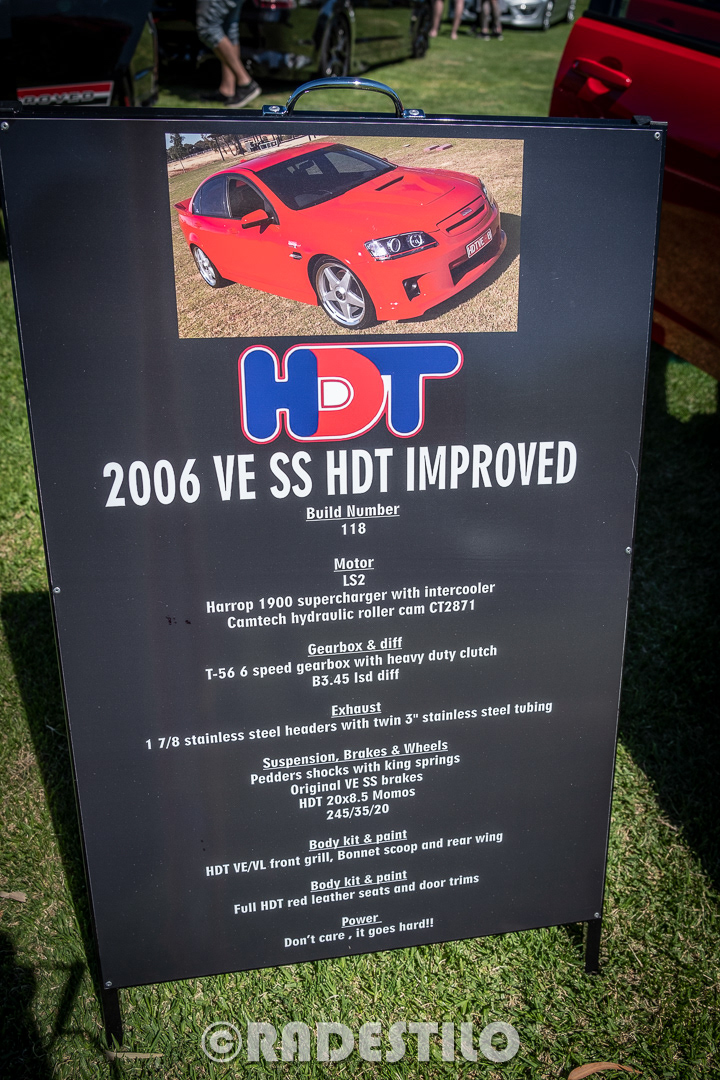 HDTVE
HDT
2006 VE SS HDT IMPROVED
Build Number
118
Motor
LS2
Harrop 1900 supercharger with intercooler
Camtech hydraulic roller cam CT2871
Gearbox & diff
T-56 6 speed gearbox with heavy duty clutch
B3.45 lsd diff
Exhaust
1 7/8 stainless steel headers with twin 3" stainless steel tubing
Suspension, Brakes & Wheels
Pedders shocks with king springs
Original VE SS brakes
HDT 20x8.5 Momos
245/35/20
Body kit & paint
HDT VE/VL front grill, Bonnet scoop and rear wing
Body kit & paint
Full HDT red leather seats and door trims
Power
Don't care , it goes hard!!
©RADESTILO